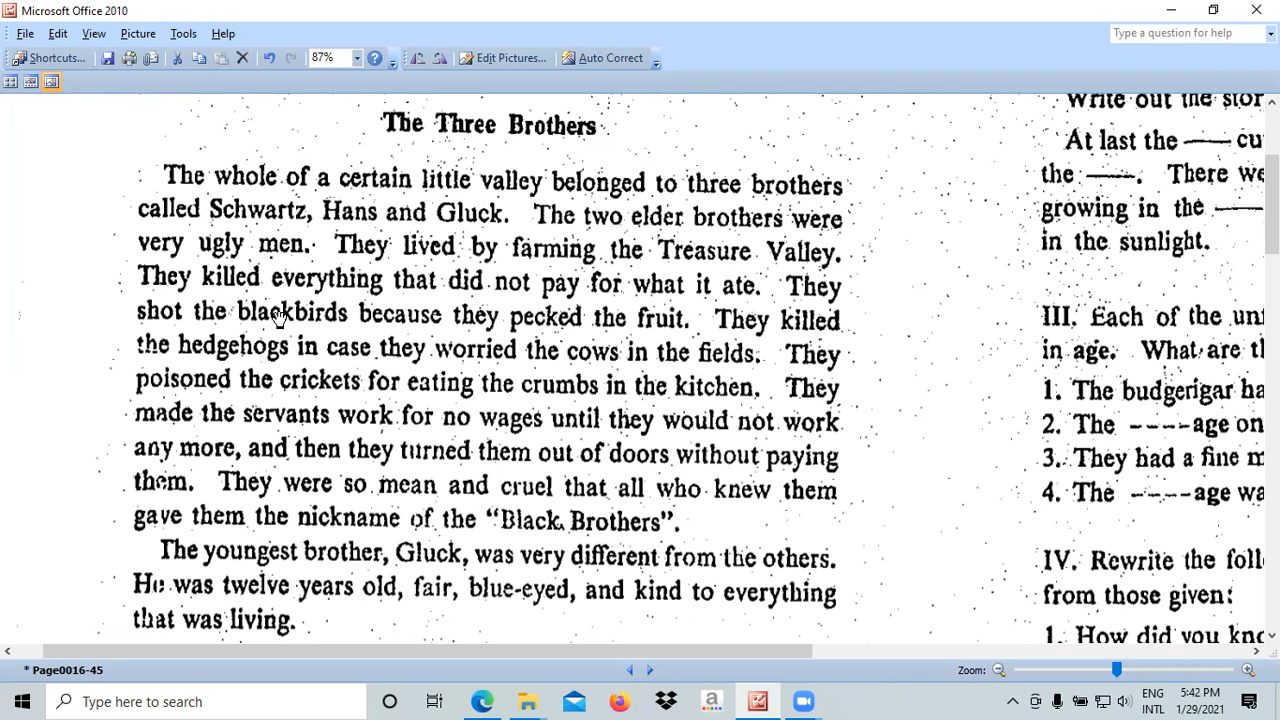 Microsoft Office 2010
File Edit View Picture Tools Help
Type a question for help
Shortcuts... 87% Edit Pictures... Auto Correct
The Three Brothers
The whole of a certain little valley belonged to three brothers
called Schwartz, Hans and Gluck. The two elder brothers were
very ugly men. They lived by farming the Treasure Valley.
They killed everything that did not pay for what it ate. They
shot the blackbirds because they pecked the fruit. They killed
the hedgehogs in case they worried the cows in the fields. They
poisoned the crickets for eating the crumbs in the kitchen. They
made the servants work for no wages until they would not work
any more, and then they turned them out of doors without paying
them. They were so mean and cruel that all who knew them
gave them the nickname of the "Black Brothers".
The youngest brother, Gluck, was very different from the others.
He was twelve years old, fair, blue-eyed, and kind to everything
that was living.
Write out the stor
At last the —— cu
the ——. There we
growing in the ——
in the sunlight.
III. Each of the un
in age. What are th
1. The budgerigar ha
2. The ----age on
3. They had a fine m
4. The ----age wa
IV. Rewrite the foll
from those given:
1. How did you kno
* Page0016-45
Zoom:
Type here to search
ENG
INTL
5:42 PM
1/29/2021